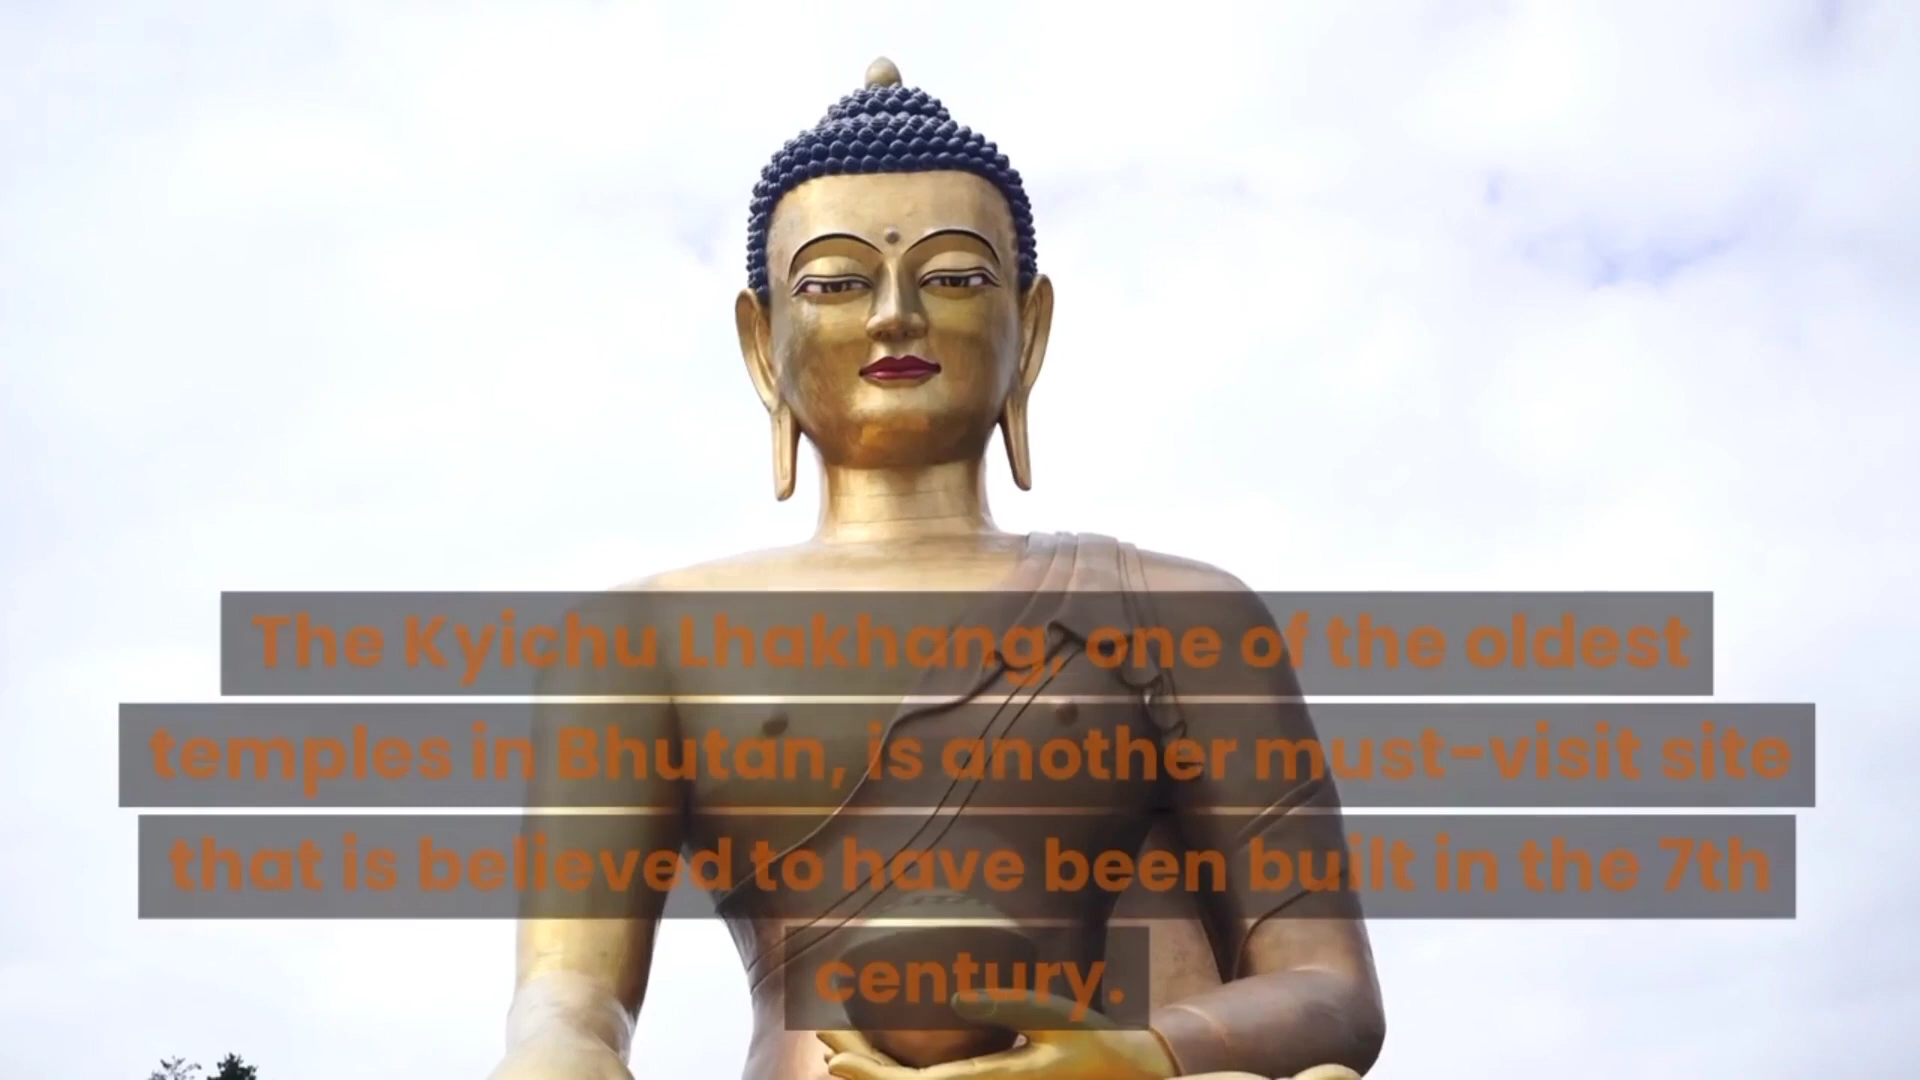 The Kyichu Lhakhang, one of the oldest
temples in Bhutan, is another must-visit site
that is believed to have been built in the 7th
century.